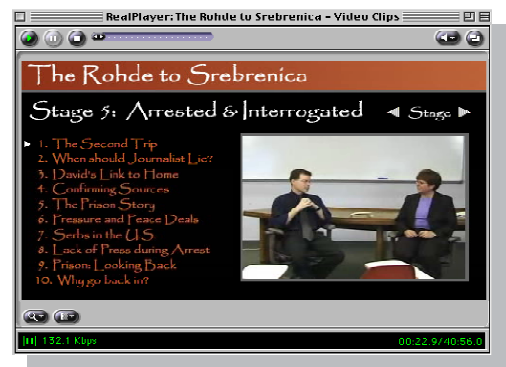 RealPlayer: The Rohde to Srebrenica - Video Clips
The Rohde to Srebrenica
Stage 5: Arrested & Interrogated
Stage
1. The Second Trip
2. When should Journalist Lie?
3. David's Link to Home
4. Confirming Sources
5. The Prison Story
6. Pressure and Peace Deals
7. Serbs in the U.S.
8. Lack of Press during Arrest
9. Prison: Looking Back
10. Why go back in?
132.1 Kbps
00:22.9/40:56.0